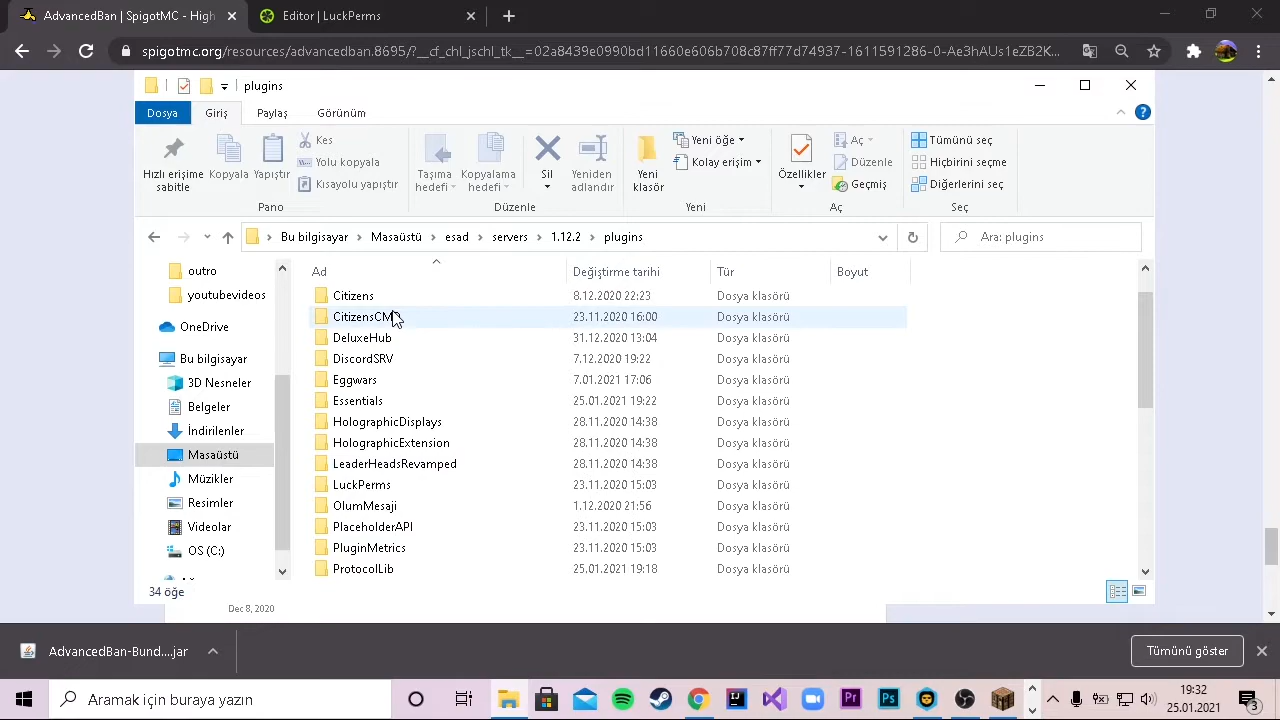 AdvancedBan | SpigotMC - High
Editor | LuckPerms
spigotmc.org/resources/advancedban.8695/?__cf_chl_jschl_tk__=02a8439e0990bd11660e606b708c87ff77d74937-1611591286-0-Ae3hAUs1eZB2K...
plugins
Dosya
Giriş
Paylaş
Görünüm
Hızlı erişime sabitle
Kopyala
Yapıştır
Kes
Yolu kopyala
Kısayolu yapıştır
Taşıma hedefi
Kopyalama hedefi
Sil
Yeniden adlandır
Yeni klasör
Yeni öğe
Kolay erişim
Özellikler
Aç
Düzenle
Geçmiş
Tümünü seç
Hiçbirini seçme
Diğerlerini seç
Pano
Düzenle
Yeni
Aç
Seç
Bu bilgisayar > Masaüstü > esad > servers > 1.12.2 > plugins
Ara: plugins
outro
youtubevideos
OneDrive
Bu bilgisayar
3D Nesneler
Belgeler
İndirilenler
Masaüstü
Müzikler
Resimler
Videolar
OS (C:)
Ad Değiştirme tarihi Tür Boyut
Citizens 8.12.2020 22:23 Dosya klasörü
CitizensCM 23.11.2020 16:00 Dosya klasörü
DeluxeHub 31.12.2020 13:04 Dosya klasörü
DiscordSRV 7.12.2020 19:22 Dosya klasörü
Eggwars 7.01.2021 17:06 Dosya klasörü
Essentials 25.01.2021 19:22 Dosya klasörü
HolographicDisplays 28.11.2020 14:38 Dosya klasörü
HolographicExtension 28.11.2020 14:38 Dosya klasörü
LeaderHeadsRevamped 28.11.2020 14:38 Dosya klasörü
LuckPerms 23.11.2020 15:03 Dosya klasörü
OlumMesaji 1.12.2020 21:56 Dosya klasörü
PlaceholderAPI 23.11.2020 15:03 Dosya klasörü
PluginMetrics 23.11.2020 15:03 Dosya klasörü
ProtocolLib 25.01.2021 19:18 Dosya klasörü
34 öğe
Dec 8, 2020
AdvancedBan-Bund....jar
Tümünü göster
Aramak için buraya yazın
19:32
25.01.2021
3